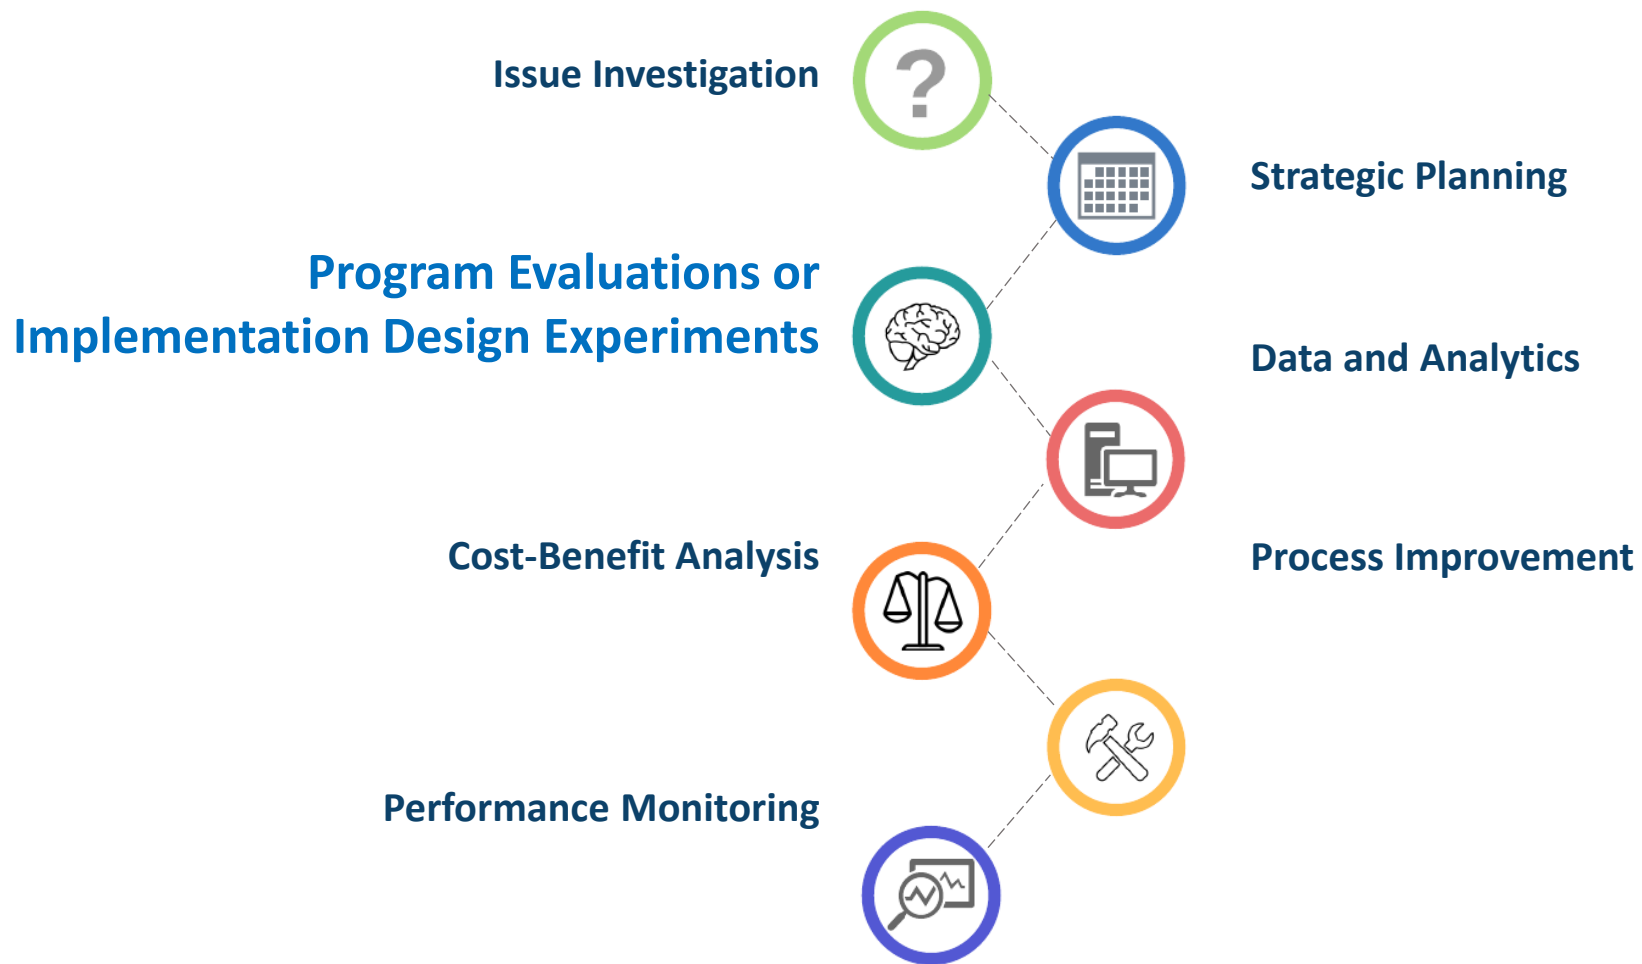 Issue Investigation
?
Strategic Planning
Program Evaluations or
Implementation Design Experiments
Data and Analytics
Cost-Benefit Analysis
Process Improvement
Performance Monitoring